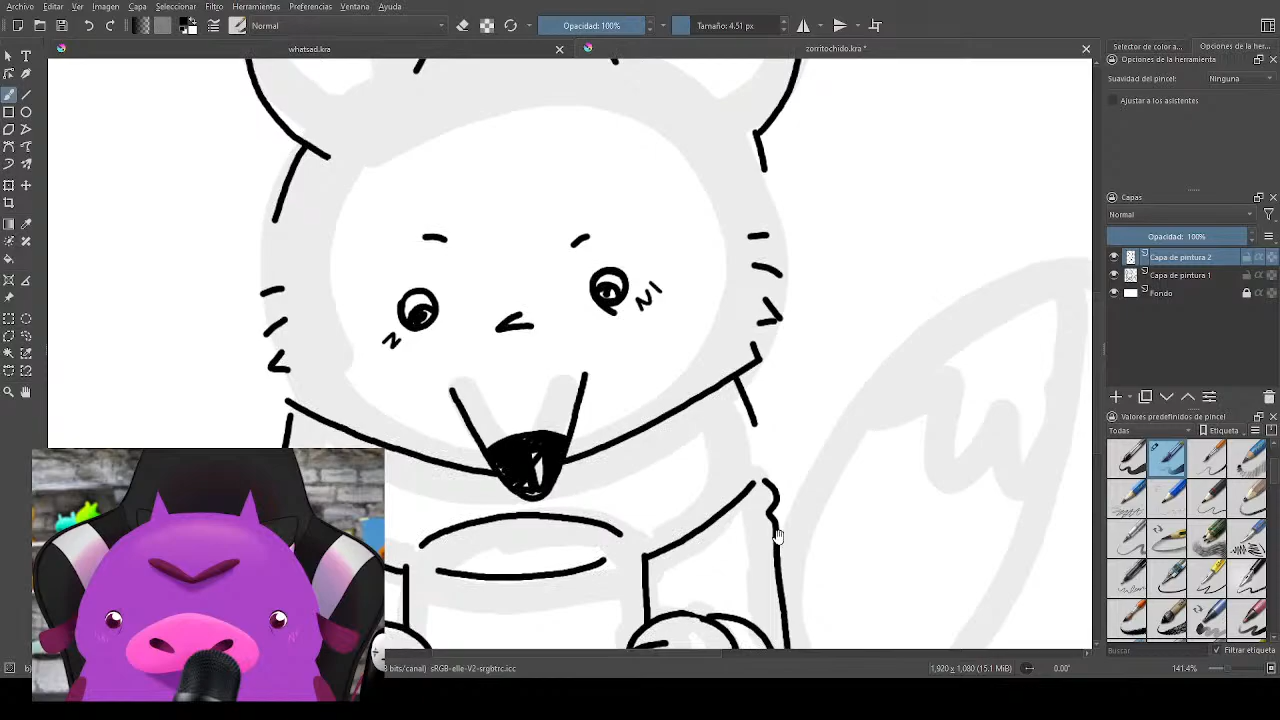 Archivo Editar Ver Imagen Capa Seleccionar Filtro Herramientas Preferencias Ventana Ayuda
Normal Opacidad: 100% Tamaño: 4.51 px
whatsad.kra zorritochido.kra *
Selector de color a... Opciones de la her...
Opciones de la herramienta
Suavidad del pincel: Ninguna
Ajustar a los asistentes
Capas
Normal
Opacidad: 100%
Capa de pintura 2
Capa de pintura 1
Fondo
Valores predefinidos de pincel
Todas Etiqueta
Buscar Filtrar etiqueta
bits/canal) sRGB-elle-V2-srgbtrc.icc 1,920 x 1,080 (15.1 MiB) 0.00° 141.4%